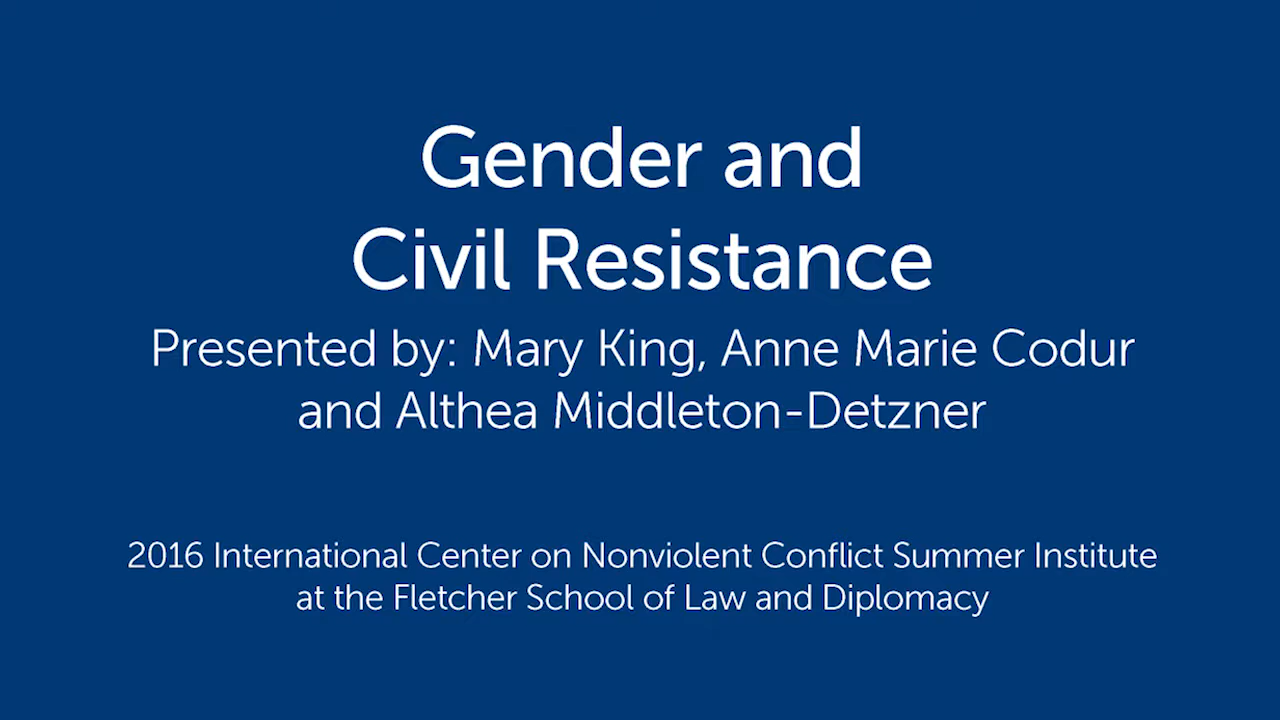 Gender and
Civil Resistance
Presented by: Mary King, Anne Marie Codur
and Althea Middleton-Detzner
2016 International Center on Nonviolent Conflict Summer Institute
at the Fletcher School of Law and Diplomacy